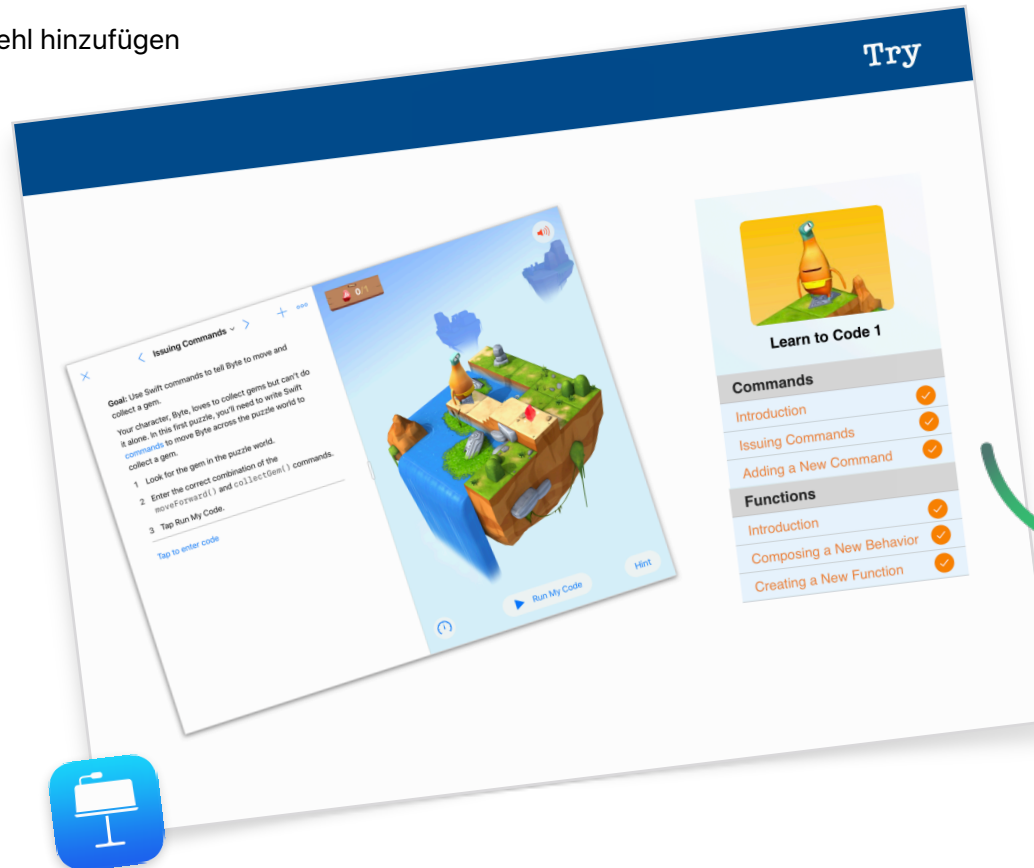 ehl hinzufügen
Try
Issuing Commands
0/1
Goal: Use Swift commands to tell Byte to move and
collect a gem.
Your character, Byte, loves to collect gems but can't do
it alone. In this first puzzle, you'll need to write Swift
commands to move Byte across the puzzle world to
collect a gem.
1 Look for the gem in the puzzle world.
2 Enter the correct combination of the
moveForward() and collectGem() commands.
3 Tap Run My Code.
Tap to enter code
Run My Code
Hint
Learn to Code 1
Commands
Introduction
Issuing Commands
Adding a New Command
Functions
Introduction
Composing a New Behavior
Creating a New Function